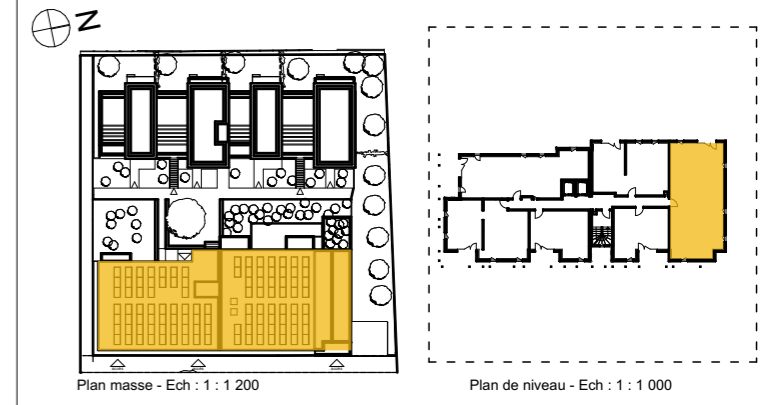 N
Plan masse - Ech : 1 : 1 200
Plan de niveau - Ech : 1 : 1 000